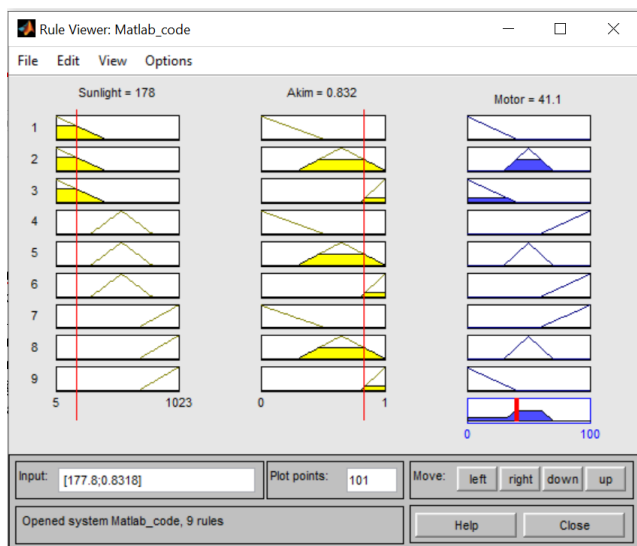 Rule Viewer: Matlab_code
File Edit View Options
Sunlight = 178 Akim = 0.832 Motor = 41.1
1
2
3
4
5
6
7
8
9
5 1023 0 1
0 100
Input: [177.8;0.8318] Plot points: 101 Move: left right down up
Opened system Matlab_code, 9 rules Help Close